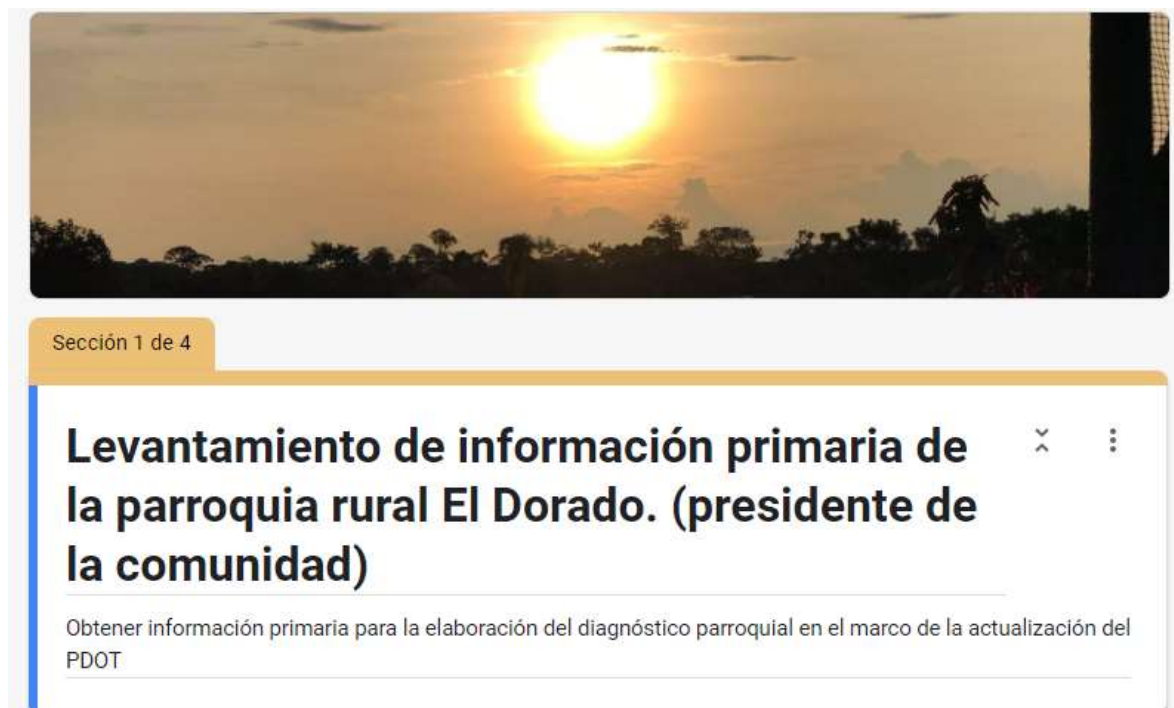 Sección 1 de 4
Levantamiento de información primaria de
la parroquia rural El Dorado. (presidente de
la comunidad)
Obtener información primaria para la elaboración del diagnóstico parroquial en el marco de la actualización del
PDOT